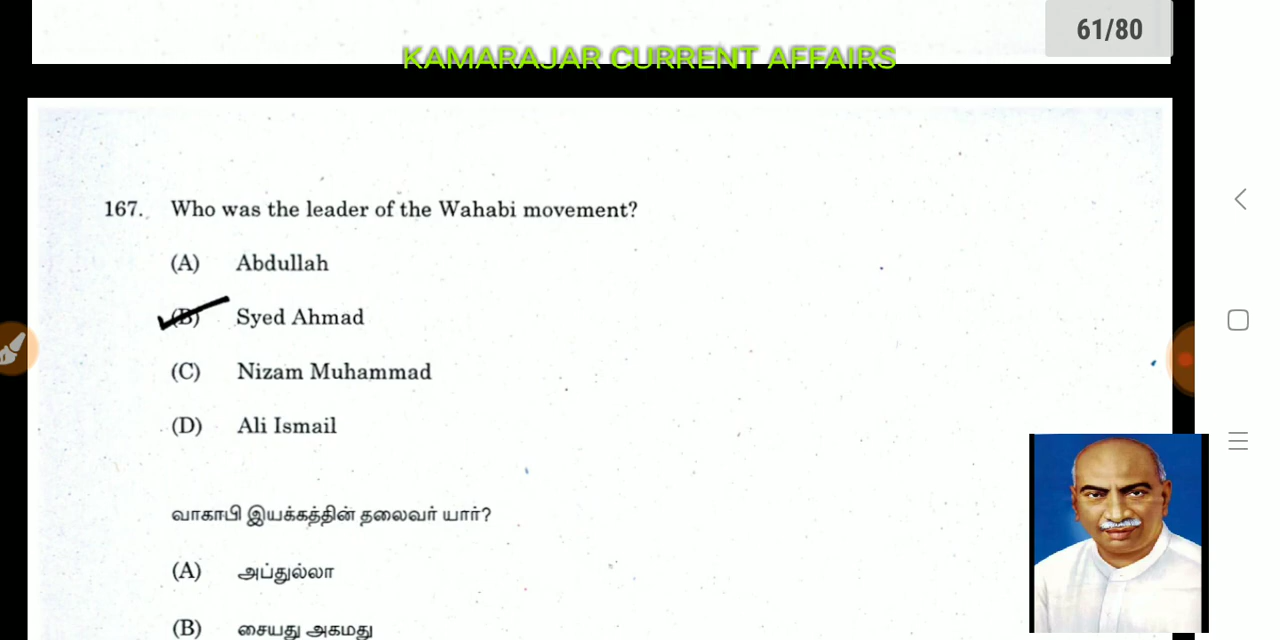 61/80
KAMARAJAR CURRENT AFFAIRS
167. Who was the leader of the Wahabi movement?
(A) Abdullah
(B) Syed Ahmad
(C) Nizam Muhammad
(D) Ali Ismail
வாகாபி இயக்கத்தின் தலைவர் யார்?
(A) அப்துல்லா
(B) சையது அகமது